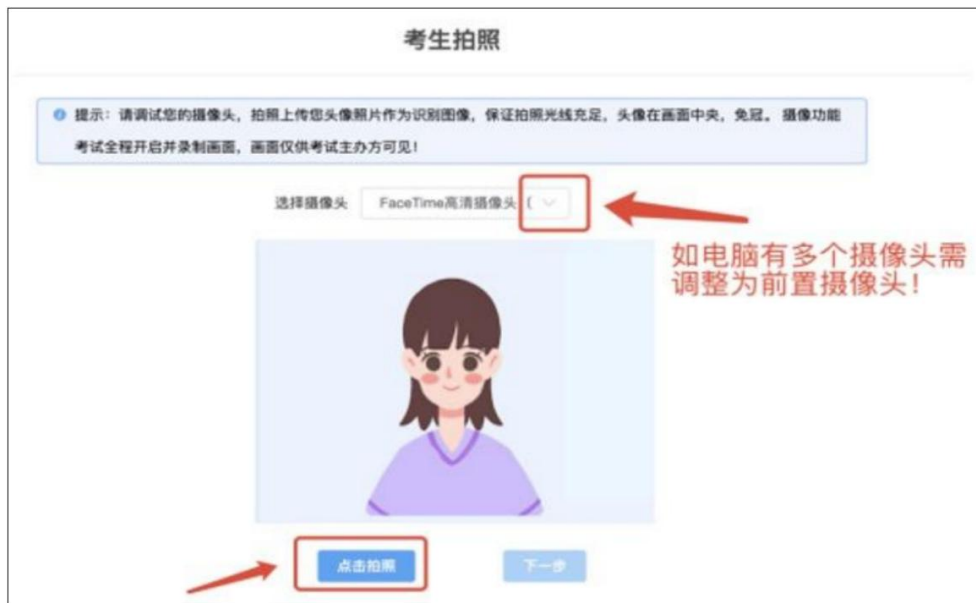 考生拍照
提示：请调试您的摄像头，拍照上传您头像照片作为识别图像，保证拍照光线充足，头像在画面中央，免冠。 摄像功能
考试全程开启并录制画面，画面仅供考试主办方可见！
选择摄像头 FaceTime高清摄像头 (
如电脑有多个摄像头需
调整为前置摄像头！
点击拍照 下一步